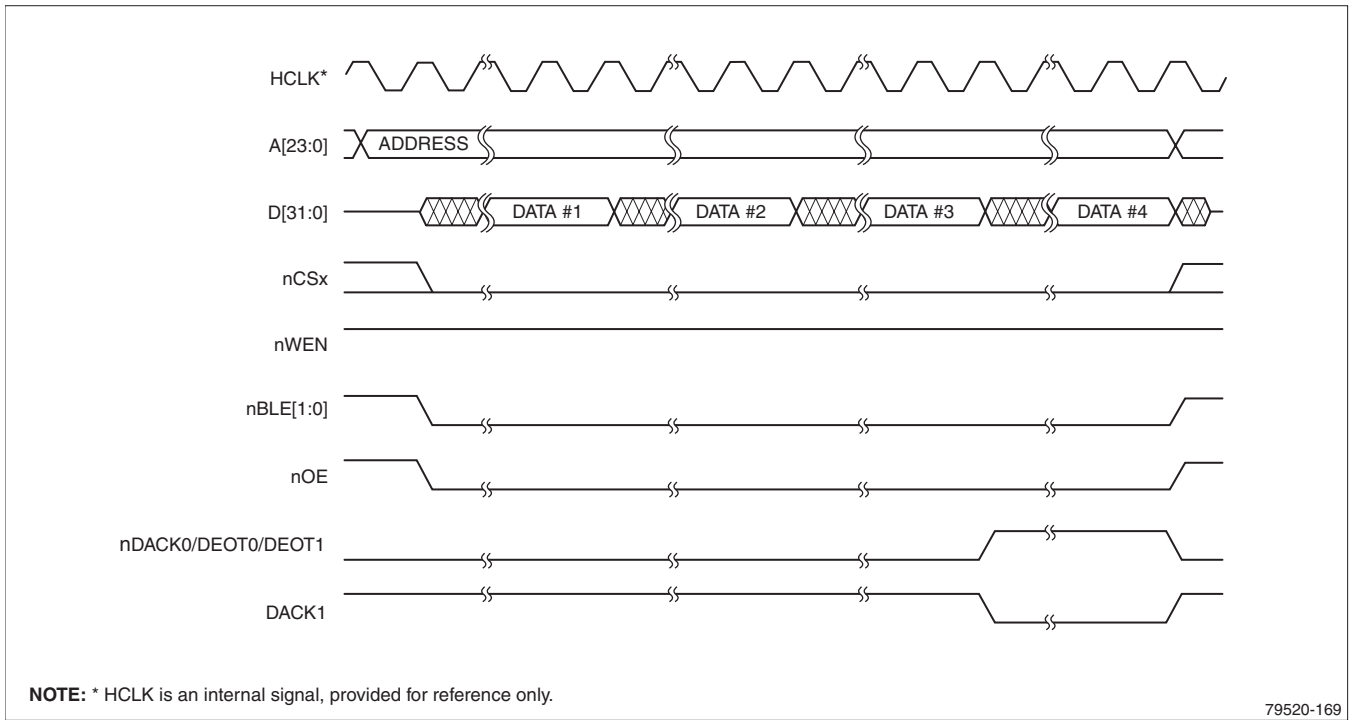 HCLK*
A[23:0]
ADDRESS
D[31:0]
DATA #1
DATA #2
DATA #3
DATA #4
nCSx
nWEN
nBLE[1:0]
nOE
nDACK0/DEOT0/DEOT1
DACK1
NOTE: * HCLK is an internal signal, provided for reference only.
79520-169